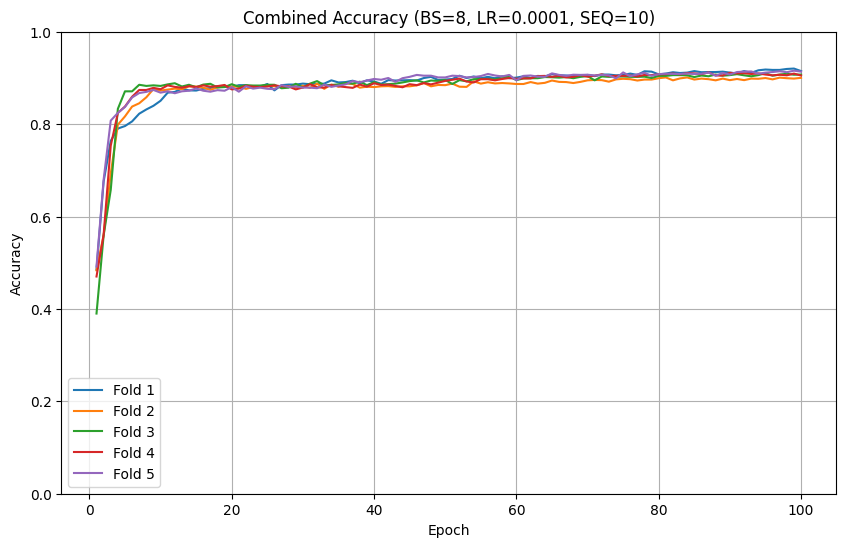 Combined Accuracy (BS=8, LR=0.0001, SEQ=10)
1.0
0.8
0.6
0.4
0.2
0.0
Accuracy
Fold 1
Fold 2
Fold 3
Fold 4
Fold 5
0 20 40 60 80 100
Epoch